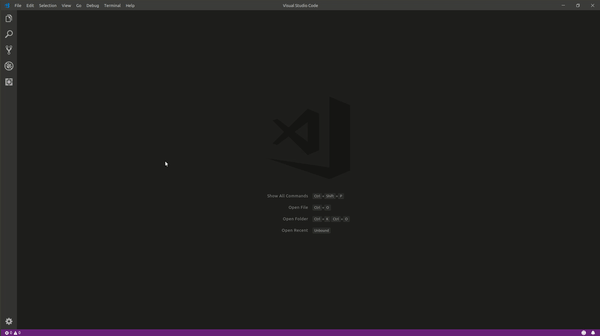 File Edit Selection View Go Debug Terminal Help
Visual Studio Code
Show All Commands Ctrl + Shift + P
Open File Ctrl + O
Open Folder Ctrl + K Ctrl + O
Open Recent Unbound
0 0